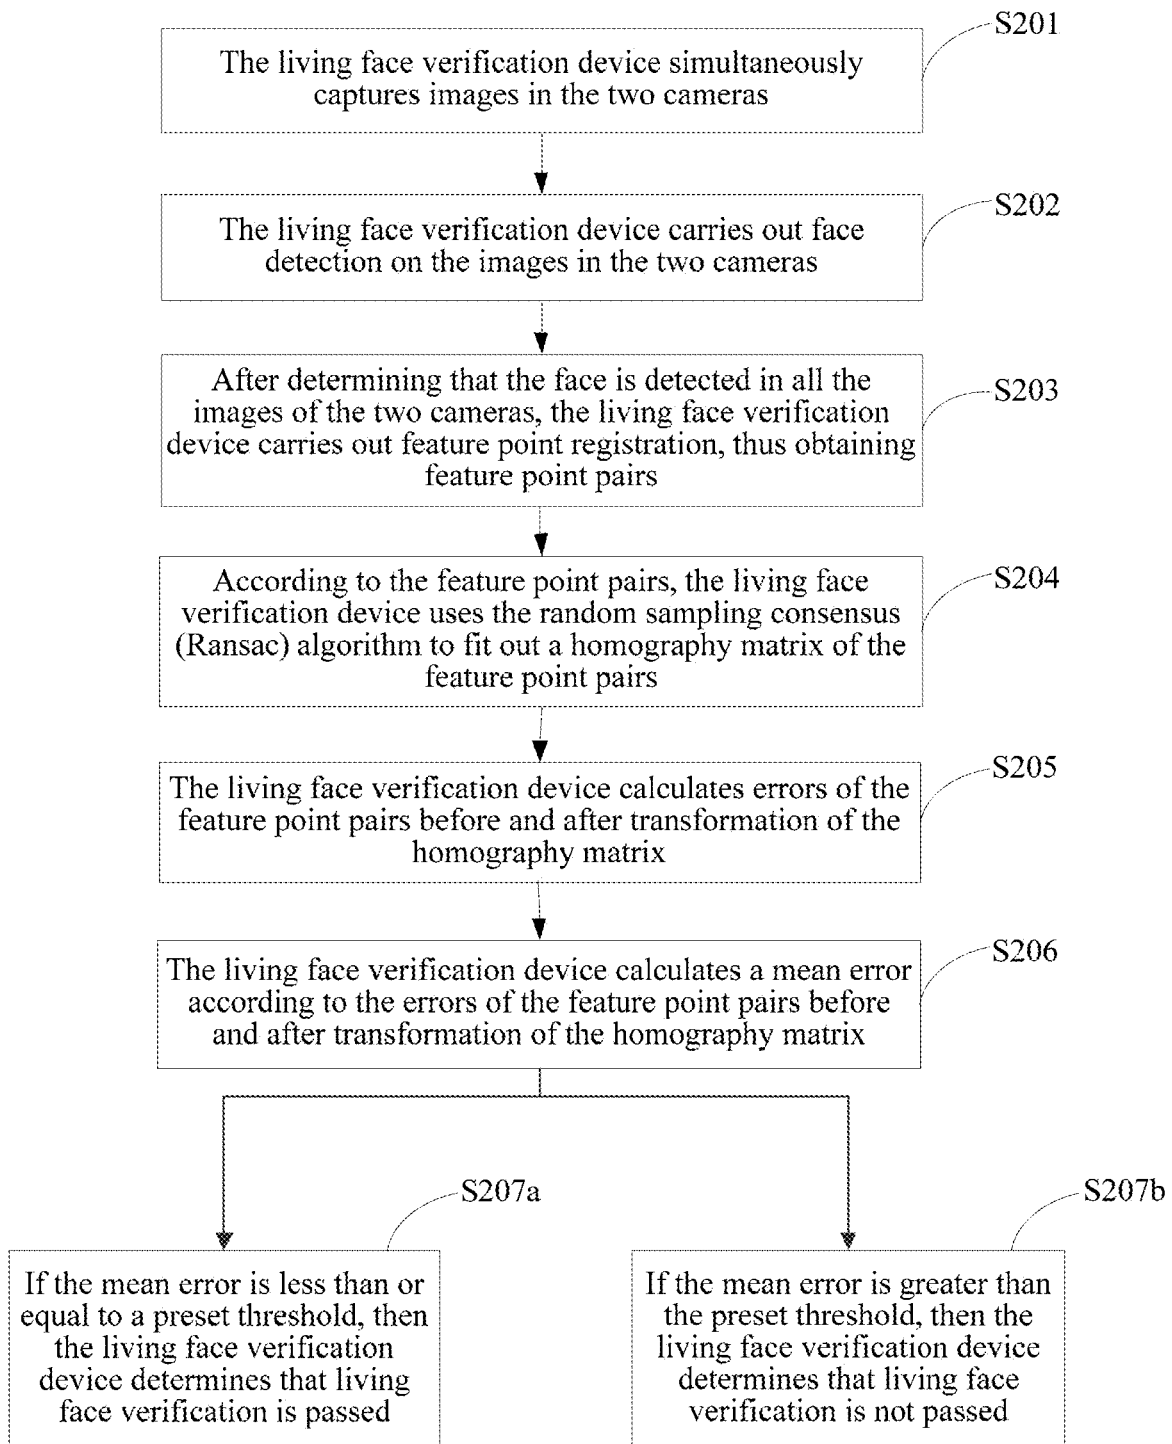 S201
The living face verification device simultaneously
captures images in the two cameras
S202
The living face verification device carries out face
detection on the images in the two cameras
S203
After determining that the face is detected in all the
images of the two cameras, the living face verification
device carries out feature point registration, thus obtaining
feature point pairs
S204
According to the feature point pairs, the living face
verification device uses the random sampling consensus
(Ransac) algorithm to fit out a homography matrix of the
feature point pairs
S205
The living face verification device calculates errors of the
feature point pairs before and after transformation of the
homography matrix
S206
The living face verification device calculates a mean error
according to the errors of the feature point pairs before
and after transformation of the homography matrix
S207a
If the mean error is less than or
equal to a preset threshold, then
the living face verification
device determines that living
face verification is passed
S207b
If the mean error is greater than
the preset threshold, then the
living face verification device
determines that living face
verification is not passed